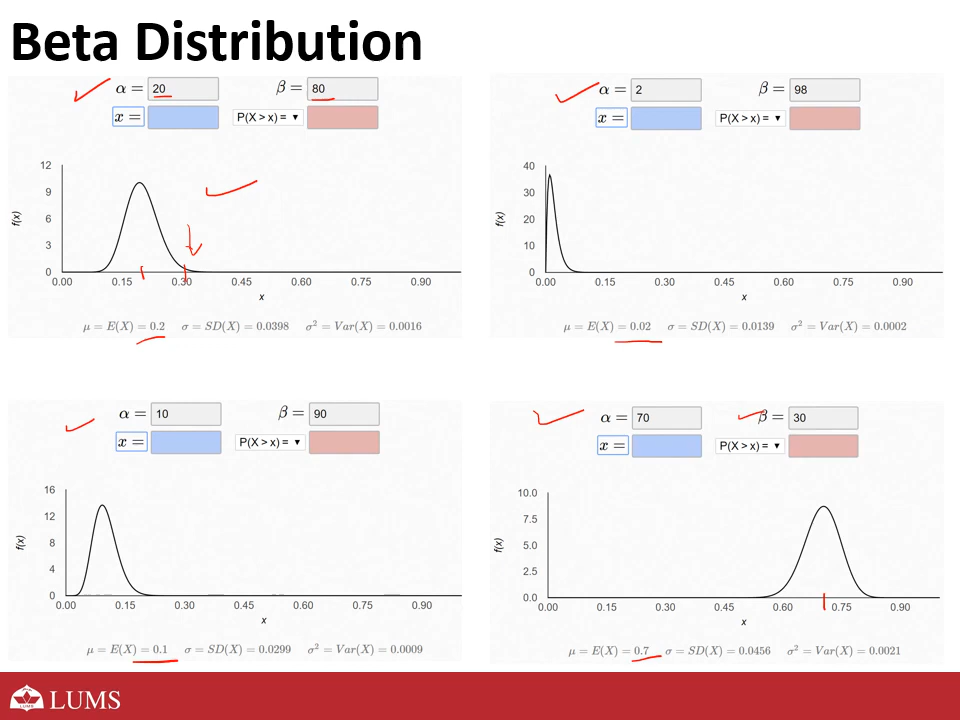 Beta Distribution
α = 20 β = 80
x = P(X > x) = ▼
12
9
6
3
0
f(x)
0.00 0.15 0.30 0.45 0.60 0.75 0.90
x
μ = E(X) = 0.2 σ = SD(X) = 0.0398 σ² = Var(X) = 0.0016
α = 2 β = 98
x = P(X > x) = ▼
40
30
20
10
0
f(x)
0.00 0.15 0.30 0.45 0.60 0.75 0.90
x
μ = E(X) = 0.02 σ = SD(X) = 0.0139 σ² = Var(X) = 0.0002
α = 10 β = 90
x = P(X > x) = ▼
16
12
8
4
0
f(x)
0.00 0.15 0.30 0.45 0.60 0.75 0.90
x
μ = E(X) = 0.1 σ = SD(X) = 0.0299 σ² = Var(X) = 0.0009
α = 70 β = 30
x = P(X > x) = ▼
10.0
7.5
5.0
2.5
0.0
f(x)
0.00 0.15 0.30 0.45 0.60 0.75 0.90
x
μ = E(X) = 0.7 σ = SD(X) = 0.0456 σ² = Var(X) = 0.0021
LUMS
LUMS